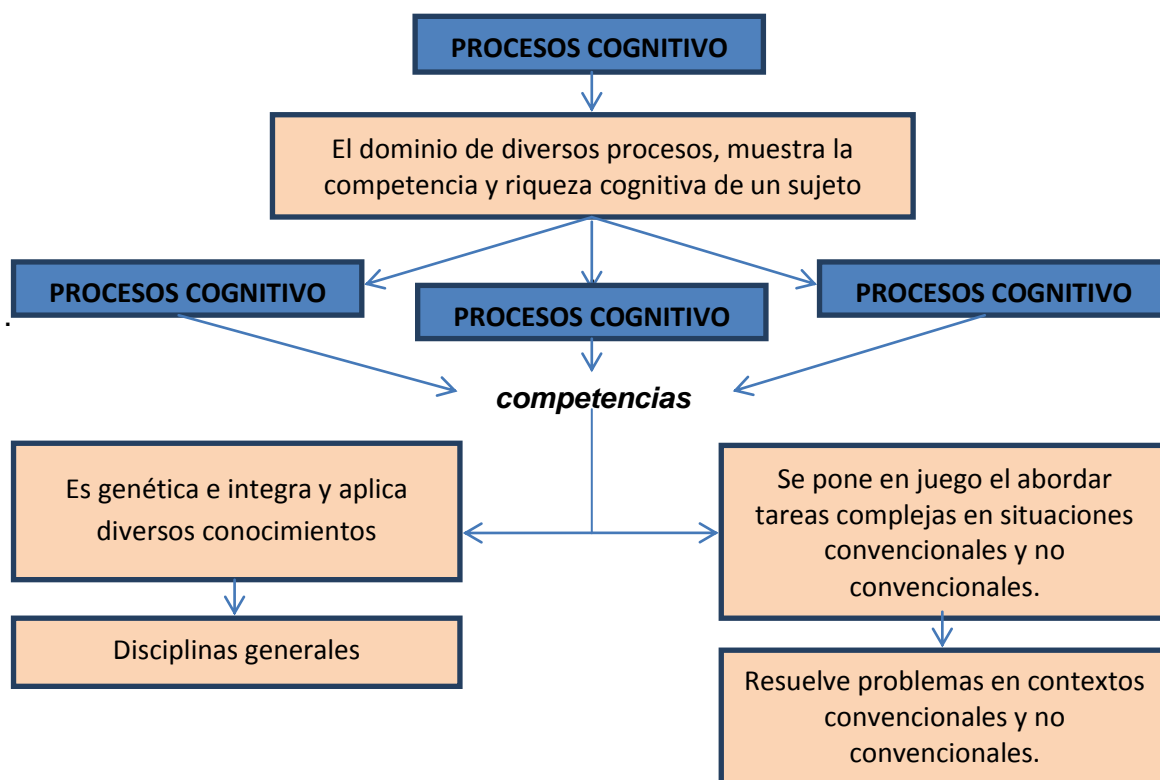 PROCESOS COGNITIVO
El dominio de diversos procesos, muestra la
competencia y riqueza cognitiva de un sujeto
PROCESOS COGNITIVO
PROCESOS COGNITIVO
PROCESOS COGNITIVO
.
competencias
Es genética e integra y aplica
diversos conocimientos
Se pone en juego el abordar
tareas complejas en situaciones
convencionales y no
convencionales.
Disciplinas generales
Resuelve problemas en contextos
convencionales y no
convencionales.